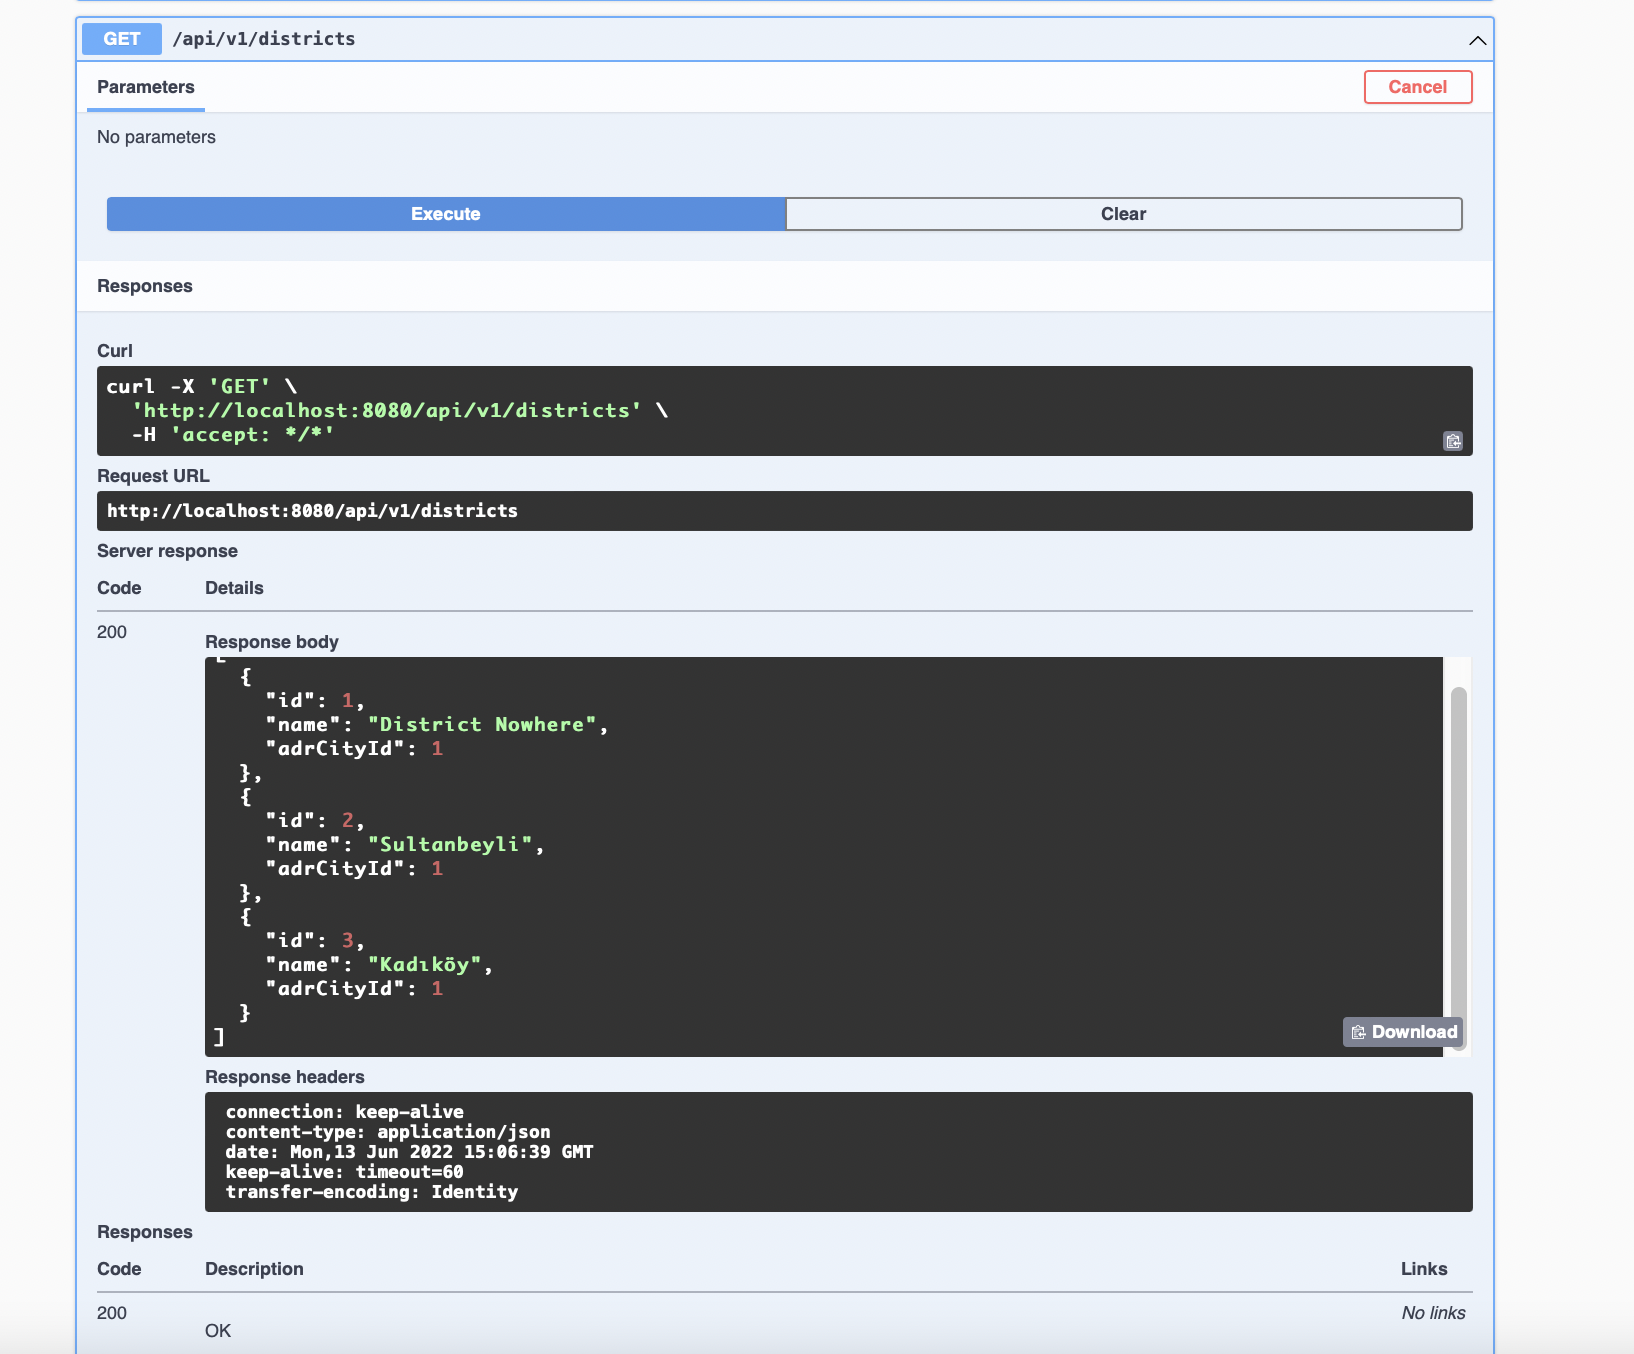 GET /api/v1/districts
Parameters Cancel
No parameters
Execute Clear
Responses
Curl
curl -X 'GET' \
  'http://localhost:8080/api/v1/districts' \
  -H 'accept: */*'
Request URL
http://localhost:8080/api/v1/districts
Server response
Code Details
200
Response body
[
  {
    "id": 1,
    "name": "District Nowhere",
    "adrCityId": 1
  },
  {
    "id": 2,
    "name": "Sultanbeyli",
    "adrCityId": 1
  },
  {
    "id": 3,
    "name": "Kadıköy",
    "adrCityId": 1
  }
]
Download
Response headers
connection: keep-alive
content-type: application/json
date: Mon,13 Jun 2022 15:06:39 GMT
keep-alive: timeout=60
transfer-encoding: Identity
Responses
Code Description Links
200 No links
OK